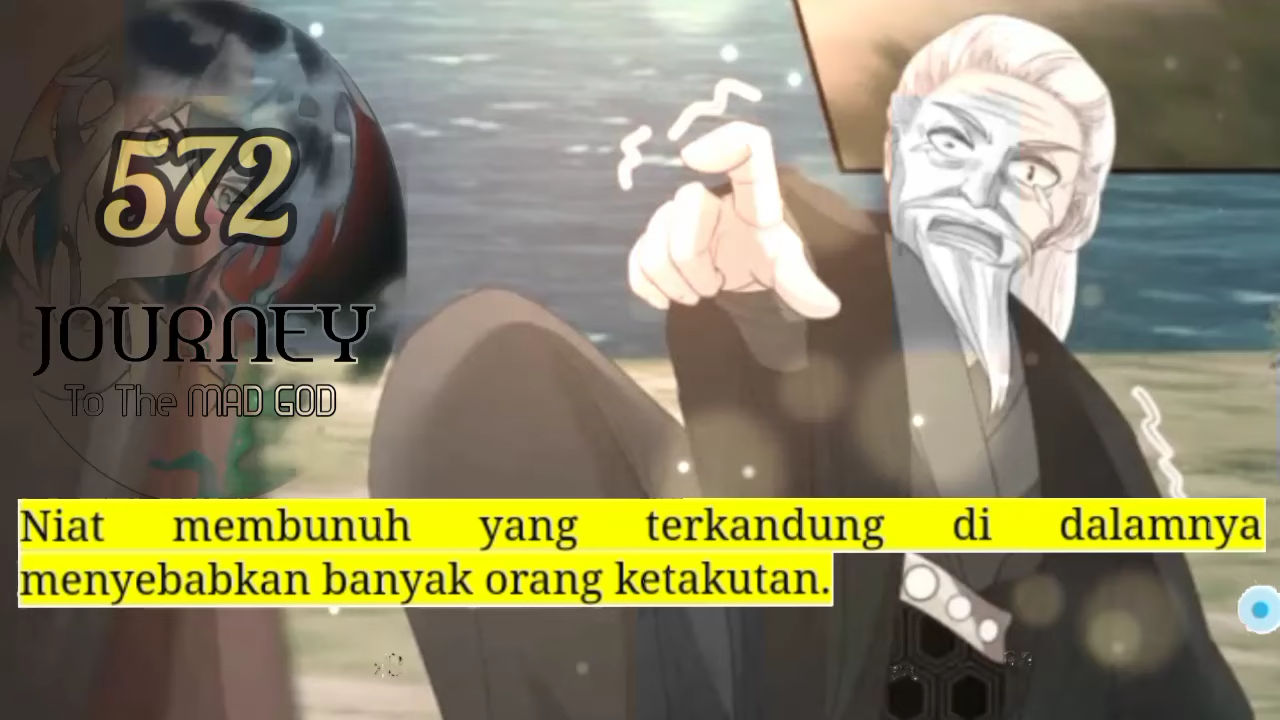 572
JOURNEY
To The MAD GOD
Niat membunuh yang terkandung di dalamnya
menyebabkan banyak orang ketakutan.